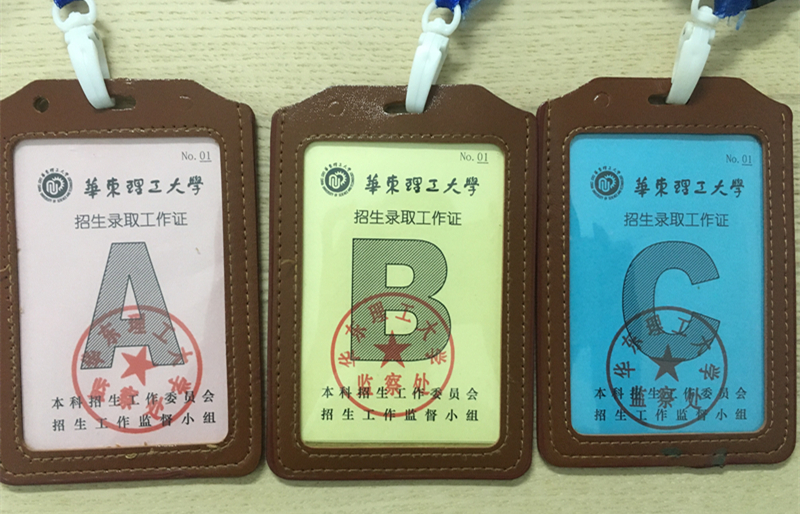 No. 01
華東理工大學
招生录取工作证
A
华东理工大学
监察处
本科招生工作委员会
招生工作监督小组
No. 01
華東理工大學
招生录取工作证
B
华东理工大学
监察处
本科招生工作委员会
招生工作监督小组
No. 01
華東理工大學
招生录取工作证
C
华东理工大学
监察处
本科招生工作委员会
招生工作监督小组